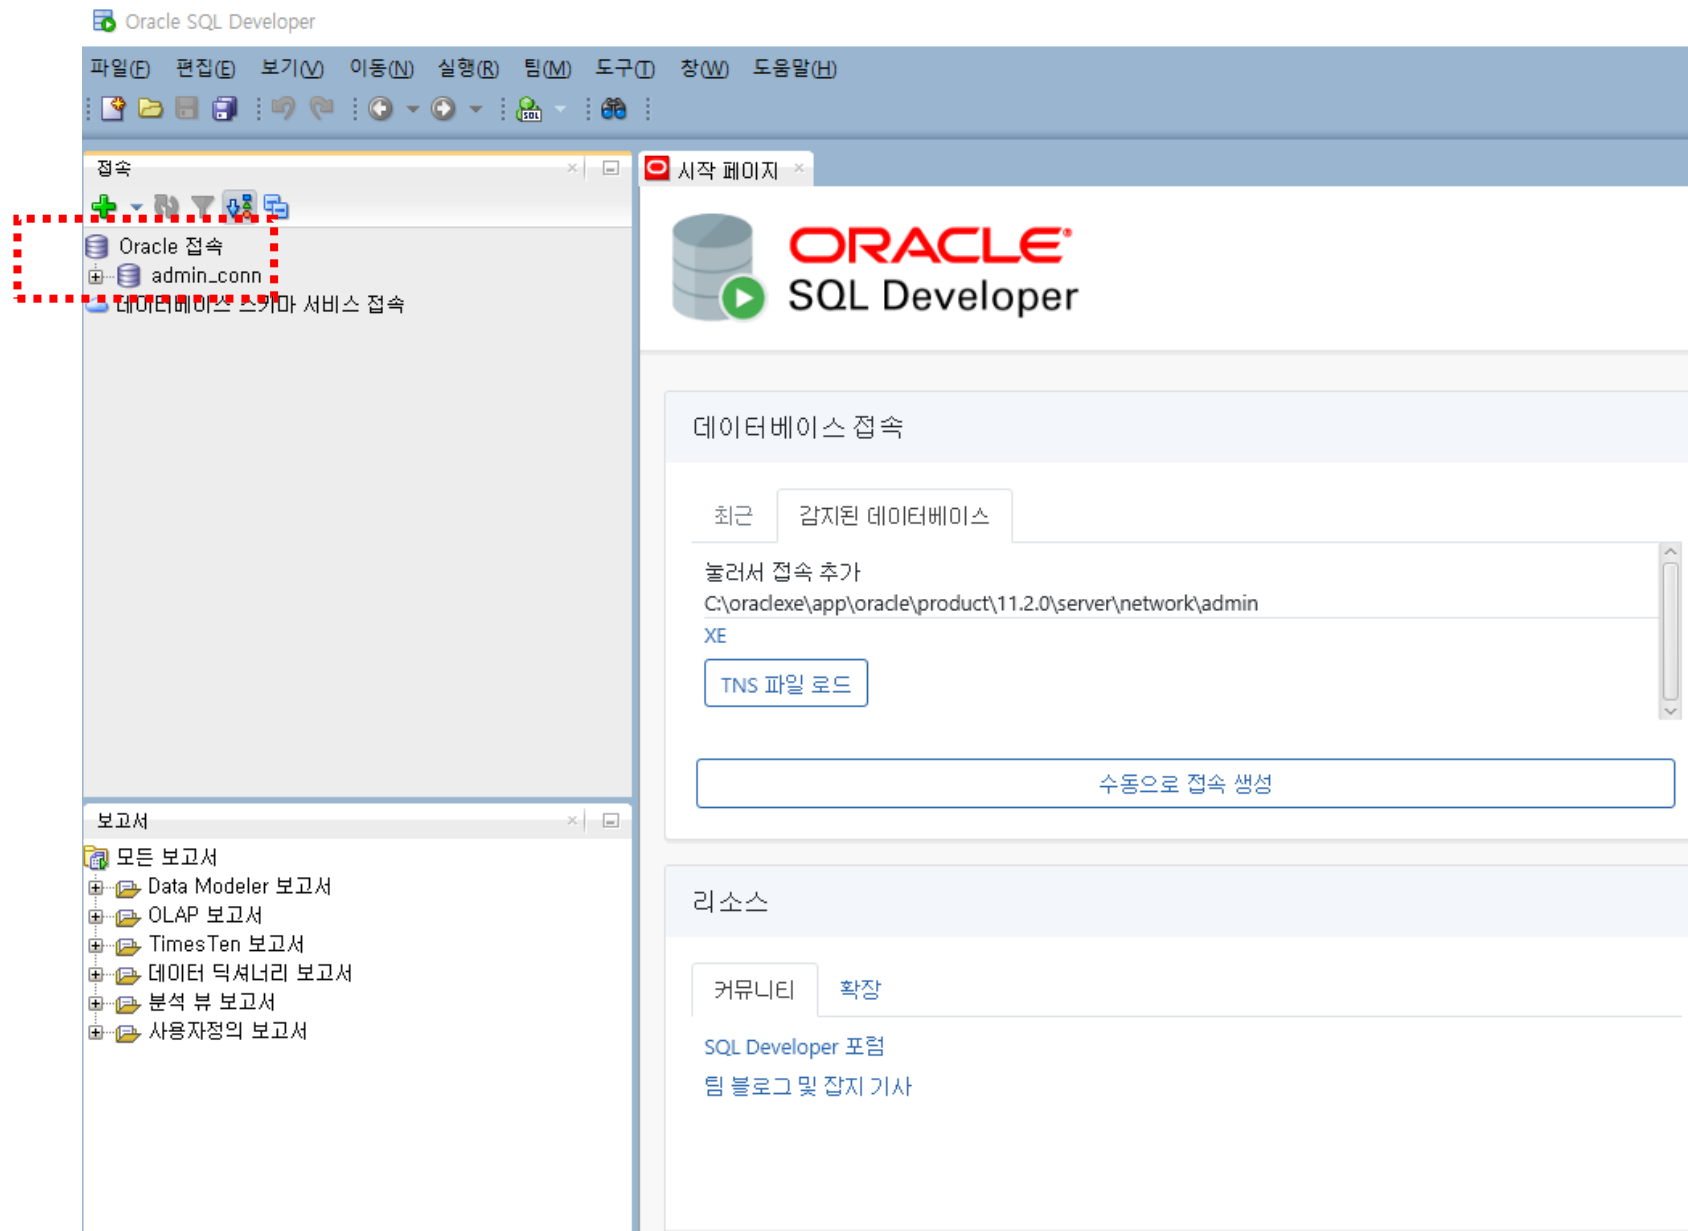 Oracle SQL Developer
파일(F) 편집(E) 보기(V) 이동(N) 실행(R) 팀(M) 도구(T) 창(W) 도움말(H)
SQL
접속
Oracle 접속
admin_conn
데이터베이스 스키마 서비스 접속
시작 페이지
ORACLE
SQL Developer
데이터베이스 접속
최근 감지된 데이터베이스
눌러서 접속 추가
C:\oraclexe\app\oracle\product\11.2.0\server\network\admin
XE
TNS 파일 로드
수동으로 접속 생성
보고서
모든 보고서
Data Modeler 보고서
OLAP 보고서
TimesTen 보고서
데이터 딕셔너리 보고서
분석 뷰 보고서
사용자정의 보고서
리소스
커뮤니티 확장
SQL Developer 포럼
팀 블로그 및 잡지 기사